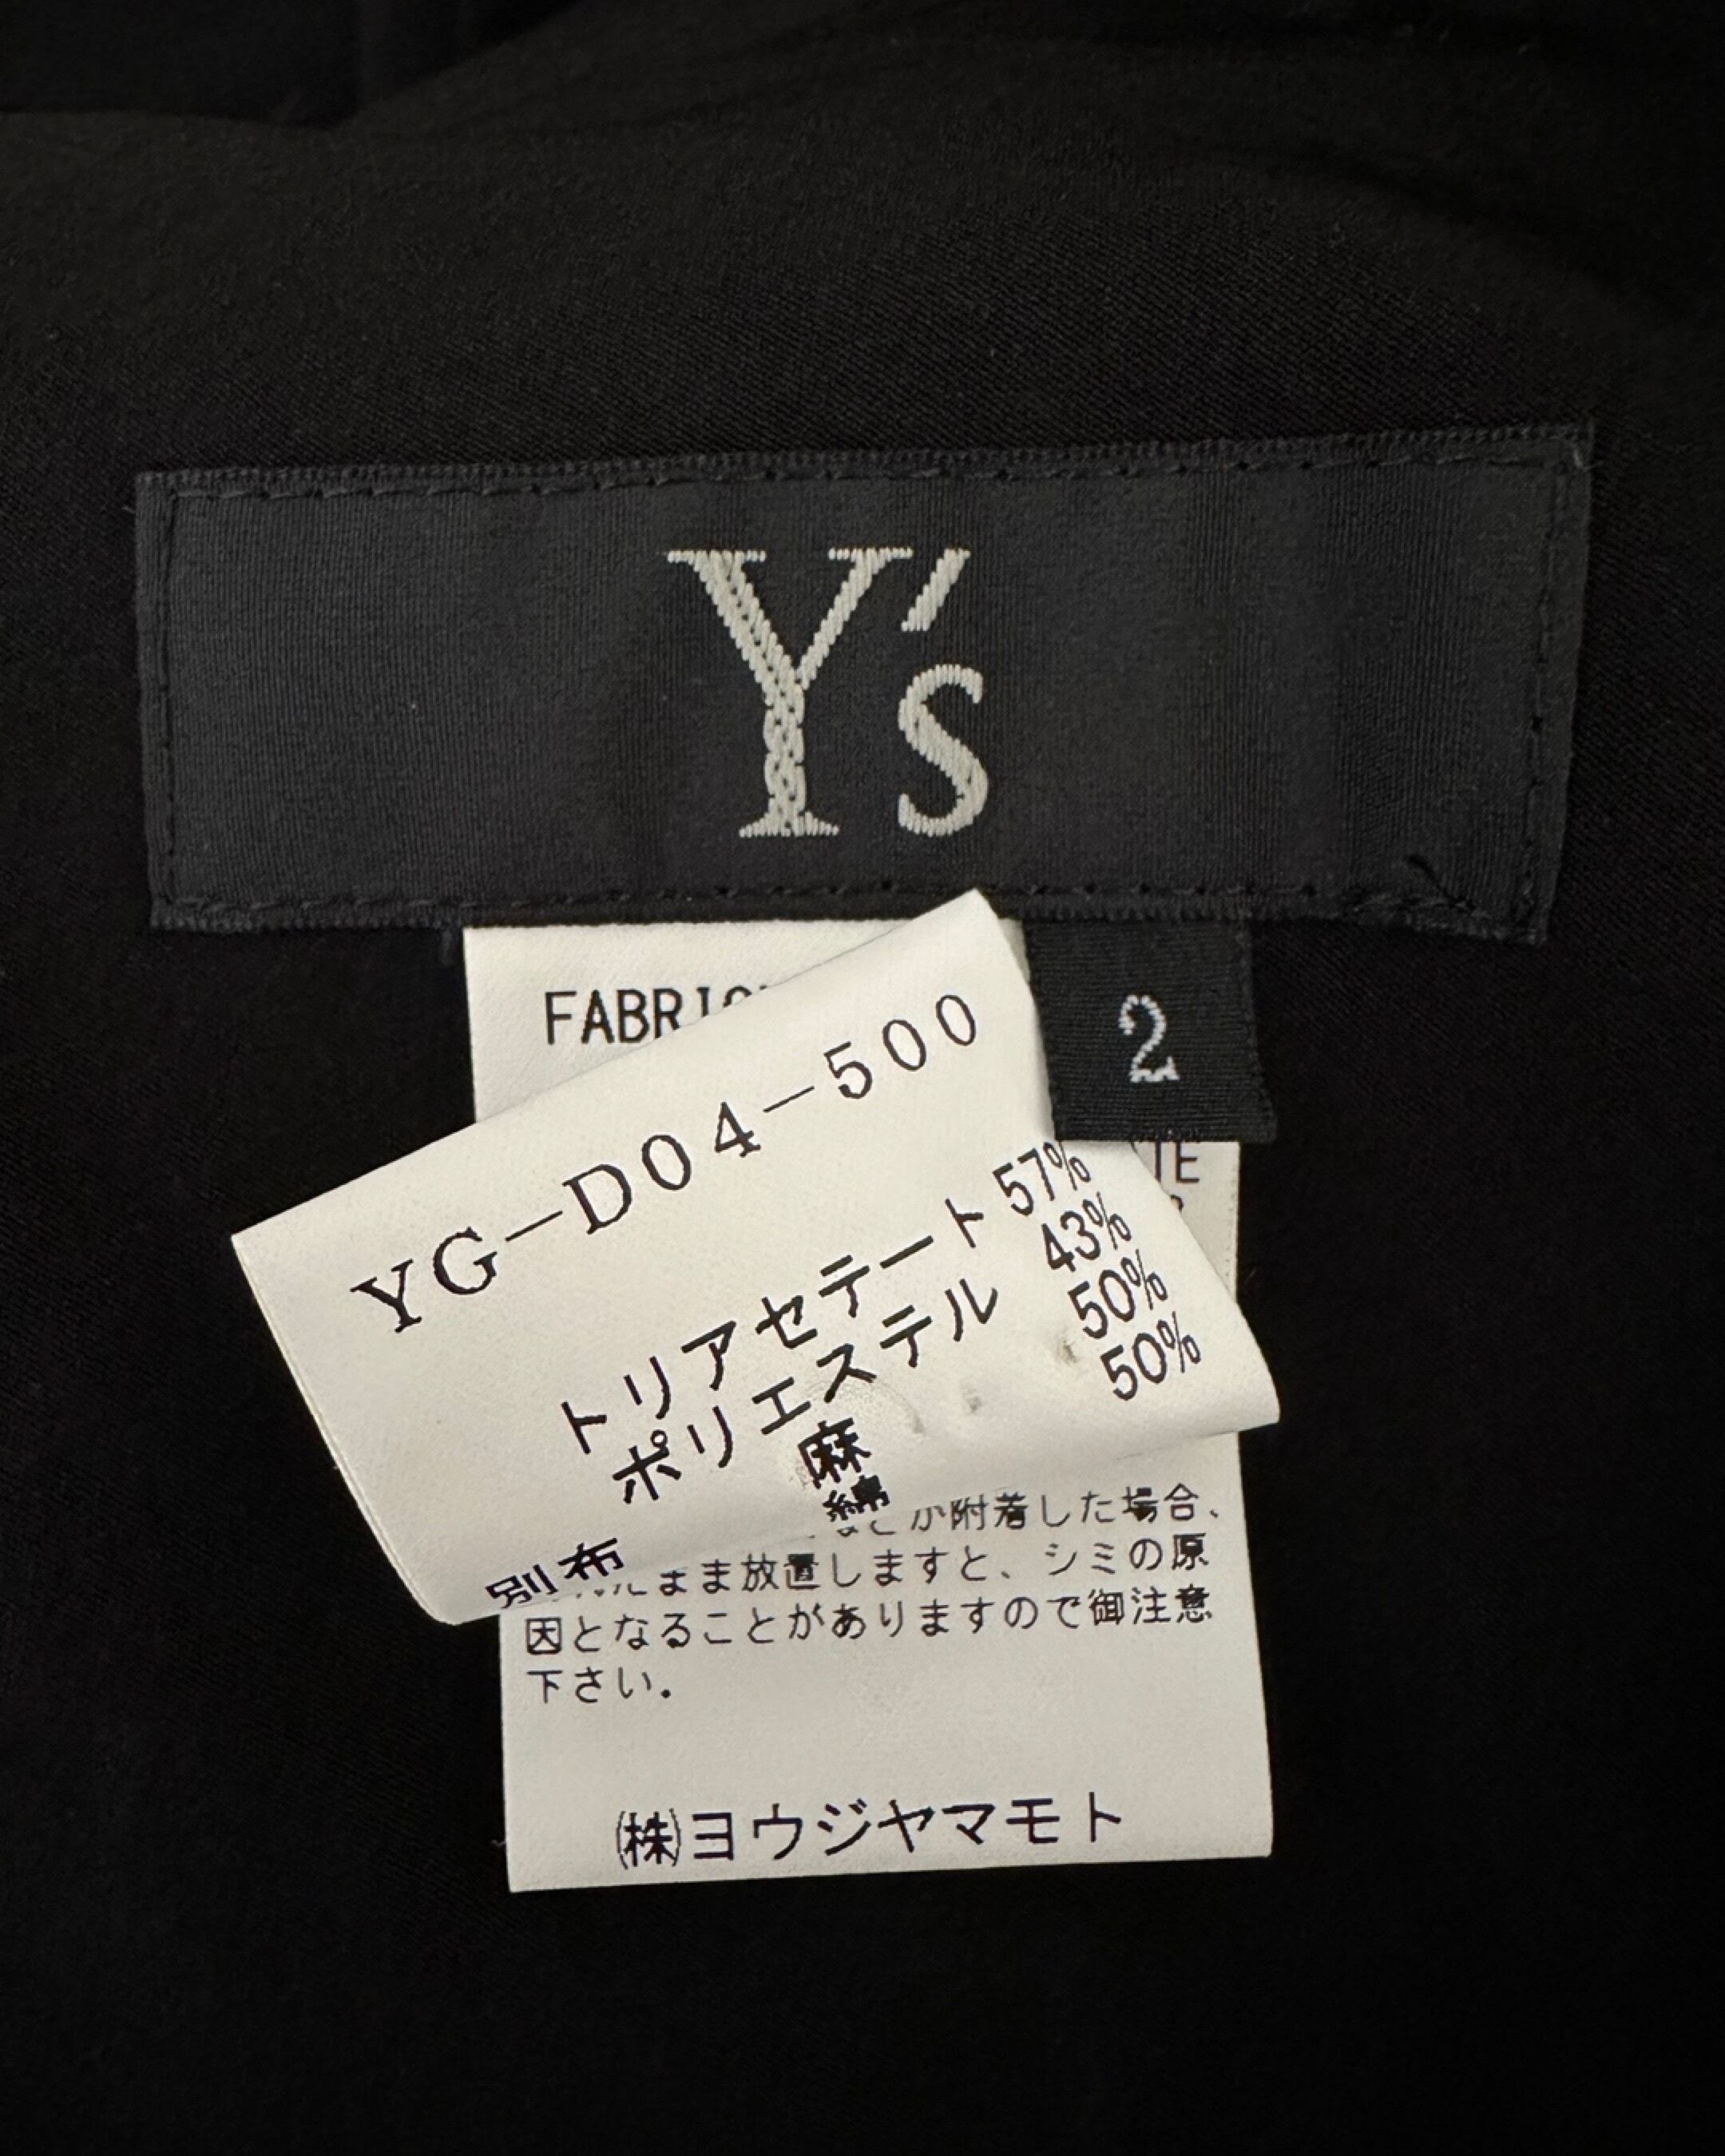 Y's
2
YG-D04-500
トリアセテート 57%
ポリエステル 43%
麻 50%
別布 綿 50%
附着した場合、
まま放置しますと、シミの原
因となることがありますので御注意
下さい。
㈱ヨウジヤマモト